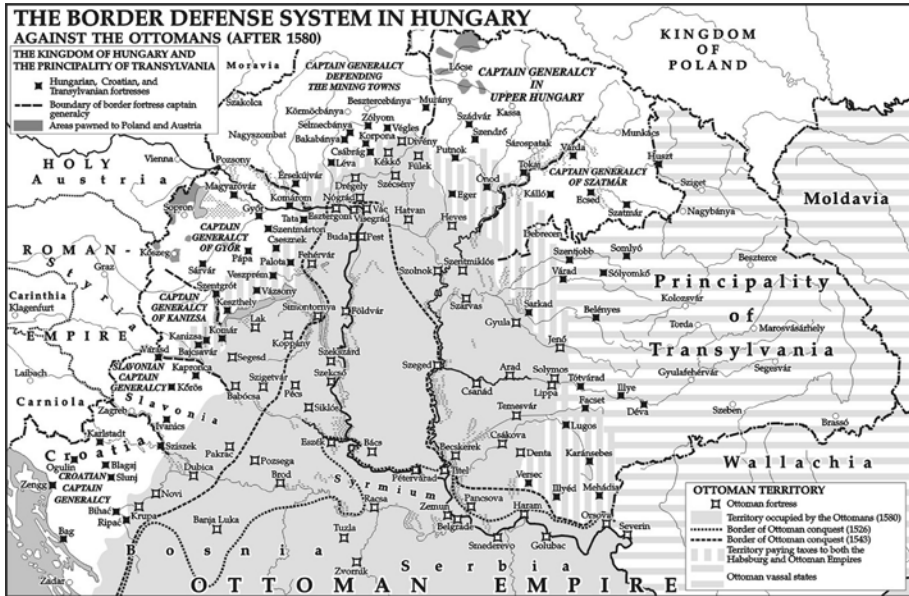 THE BORDER DEFENSE SYSTEM IN HUNGARY
AGAINST THE OTTOMANS (AFTER 1580)
THE KINGDOM OF HUNGARY AND
THE PRINCIPALITY OF TRANSYLVANIA
Hungarian, Croatian, and
Transylvanian fortresses
Boundary of border fortress captain
generalcy
Areas pawned to Poland and Austria
Moravia
CAPTAIN GENERALCY
DEFENDING
THE MINING TOWNS
Lőcse
CAPTAIN GENERALCY
IN
UPPER HUNGARY
KINGDOM
OF
POLAND
Szakolca
Besztercebánya
Murány
Kassa
Körmöcbánya
Zólyom
Szádvár
Selmecbánya
Végles
Szendrő
Nagyszombat
Bakabánya
Korpona
Divény
Sárospatak
Munkács
Csábrág
Putnok
Várda
Huszt
HOLY
Vienna
Pozsony
Léva
Kékkő
Fülek
Tokaj
Austria
Érsekújvár
Drégely
Szécsény
Ónod
CAPTAIN GENERALCY
OF SZATMÁR
Magyaróvár
Nógrád
Eger
Kálló
Ecsed
Sziget
Moldavia
Sopron
Komárom
Vác
Hatvan
Szatmár
Nagybánya
Győr
Tata
Esztergom
Visegrád
Heves
CAPTAIN
GENERALCY
OF GYŐR
Szentmárton
Buda
Pest
Debrecen
ROMAN-
Kőszeg
Csesznek
Szentjobb
Somlyó
Pápa
Fehérvár
Beszterce
Graz
Sárvár
Palota
Szolnok
Szentmiklós
Várad
Sólyomkő
Styria
Veszprém
Principality
of
Transylvania
Szentgrót
Vázsony
Carinthia
Keszthely
Simontornya
Szarvas
Sarkad
Kolozsvár
Klagenfurt
CAPTAIN
GENERALCY
OF KANIZSA
Földvár
Belényes
Lak
Gyula
Torda
Marosvásárhely
EMPIRE
Kanizsa
Komár
Koppány
Jenő
Várasd
Bajcsavár
Szekszárd
Segesvár
SLAVONIAN
CAPTAIN
GENERALCY
Kapronca
Segesd
Szekcső
Szeged
Arad
Solymos
Gyulafehérvár
Laibach
Szigetvár
Csanád
Lippa
Tótvárad
Illye
Kőrös
Babócsa
Pécs
Facset
Déva
Szeben
Carniola
Zagreb
Slavonia
Siklós
Temesvár
Brassó
Ivanics
Lugos
Karlstadt
Eszék
Csákova
Croatia
Szászek
Pakrác
Bács
Becskerek
Denta
Karánsebes
Wallachia
Ogulin
Blagaj
Dubica
Pozsega
Titel
Slunj
Pétervárad
Versec
Zengg
CROATIAN
CAPTAIN
GENERALCY
Brod
Syrmium
Illyéd
Mehádia
Novi
Pancsova
Bihać
Racsa
Zemun
Haram
Orsova
Ripač
Krupa
Banja Luka
Belgrade
Severin
Bag
Tuzla
Smederevo
Golubac
Bosnia
Serbia
Zadar
Zvornik
OTTOMAN EMPIRE
OTTOMAN TERRITORY
Ottoman fortress
Territory occupied by the Ottomans (1580)
Border of Ottoman conquest (1526)
Border of Ottoman conquest (1543)
Territory paying taxes to both the
Habsburg and Ottoman Empires
Ottoman vassal states